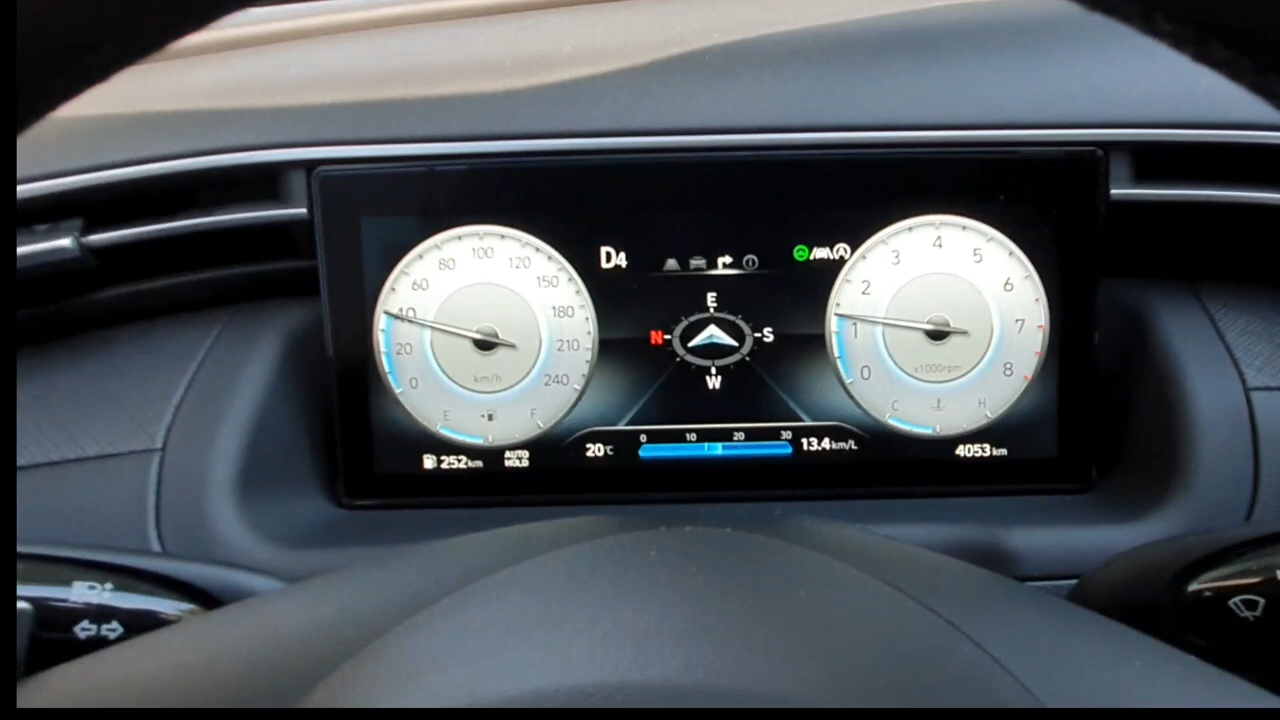 D4
80 100 120
60 150
40 180
20 210
0 240
km/h
E F
252km
AUTO HOLD
E
N S
W
20°C
0 10 20 30
13.4km/L
4
3 5
2 6
1 7
0 8
x1000rpm
C H
4053km
A